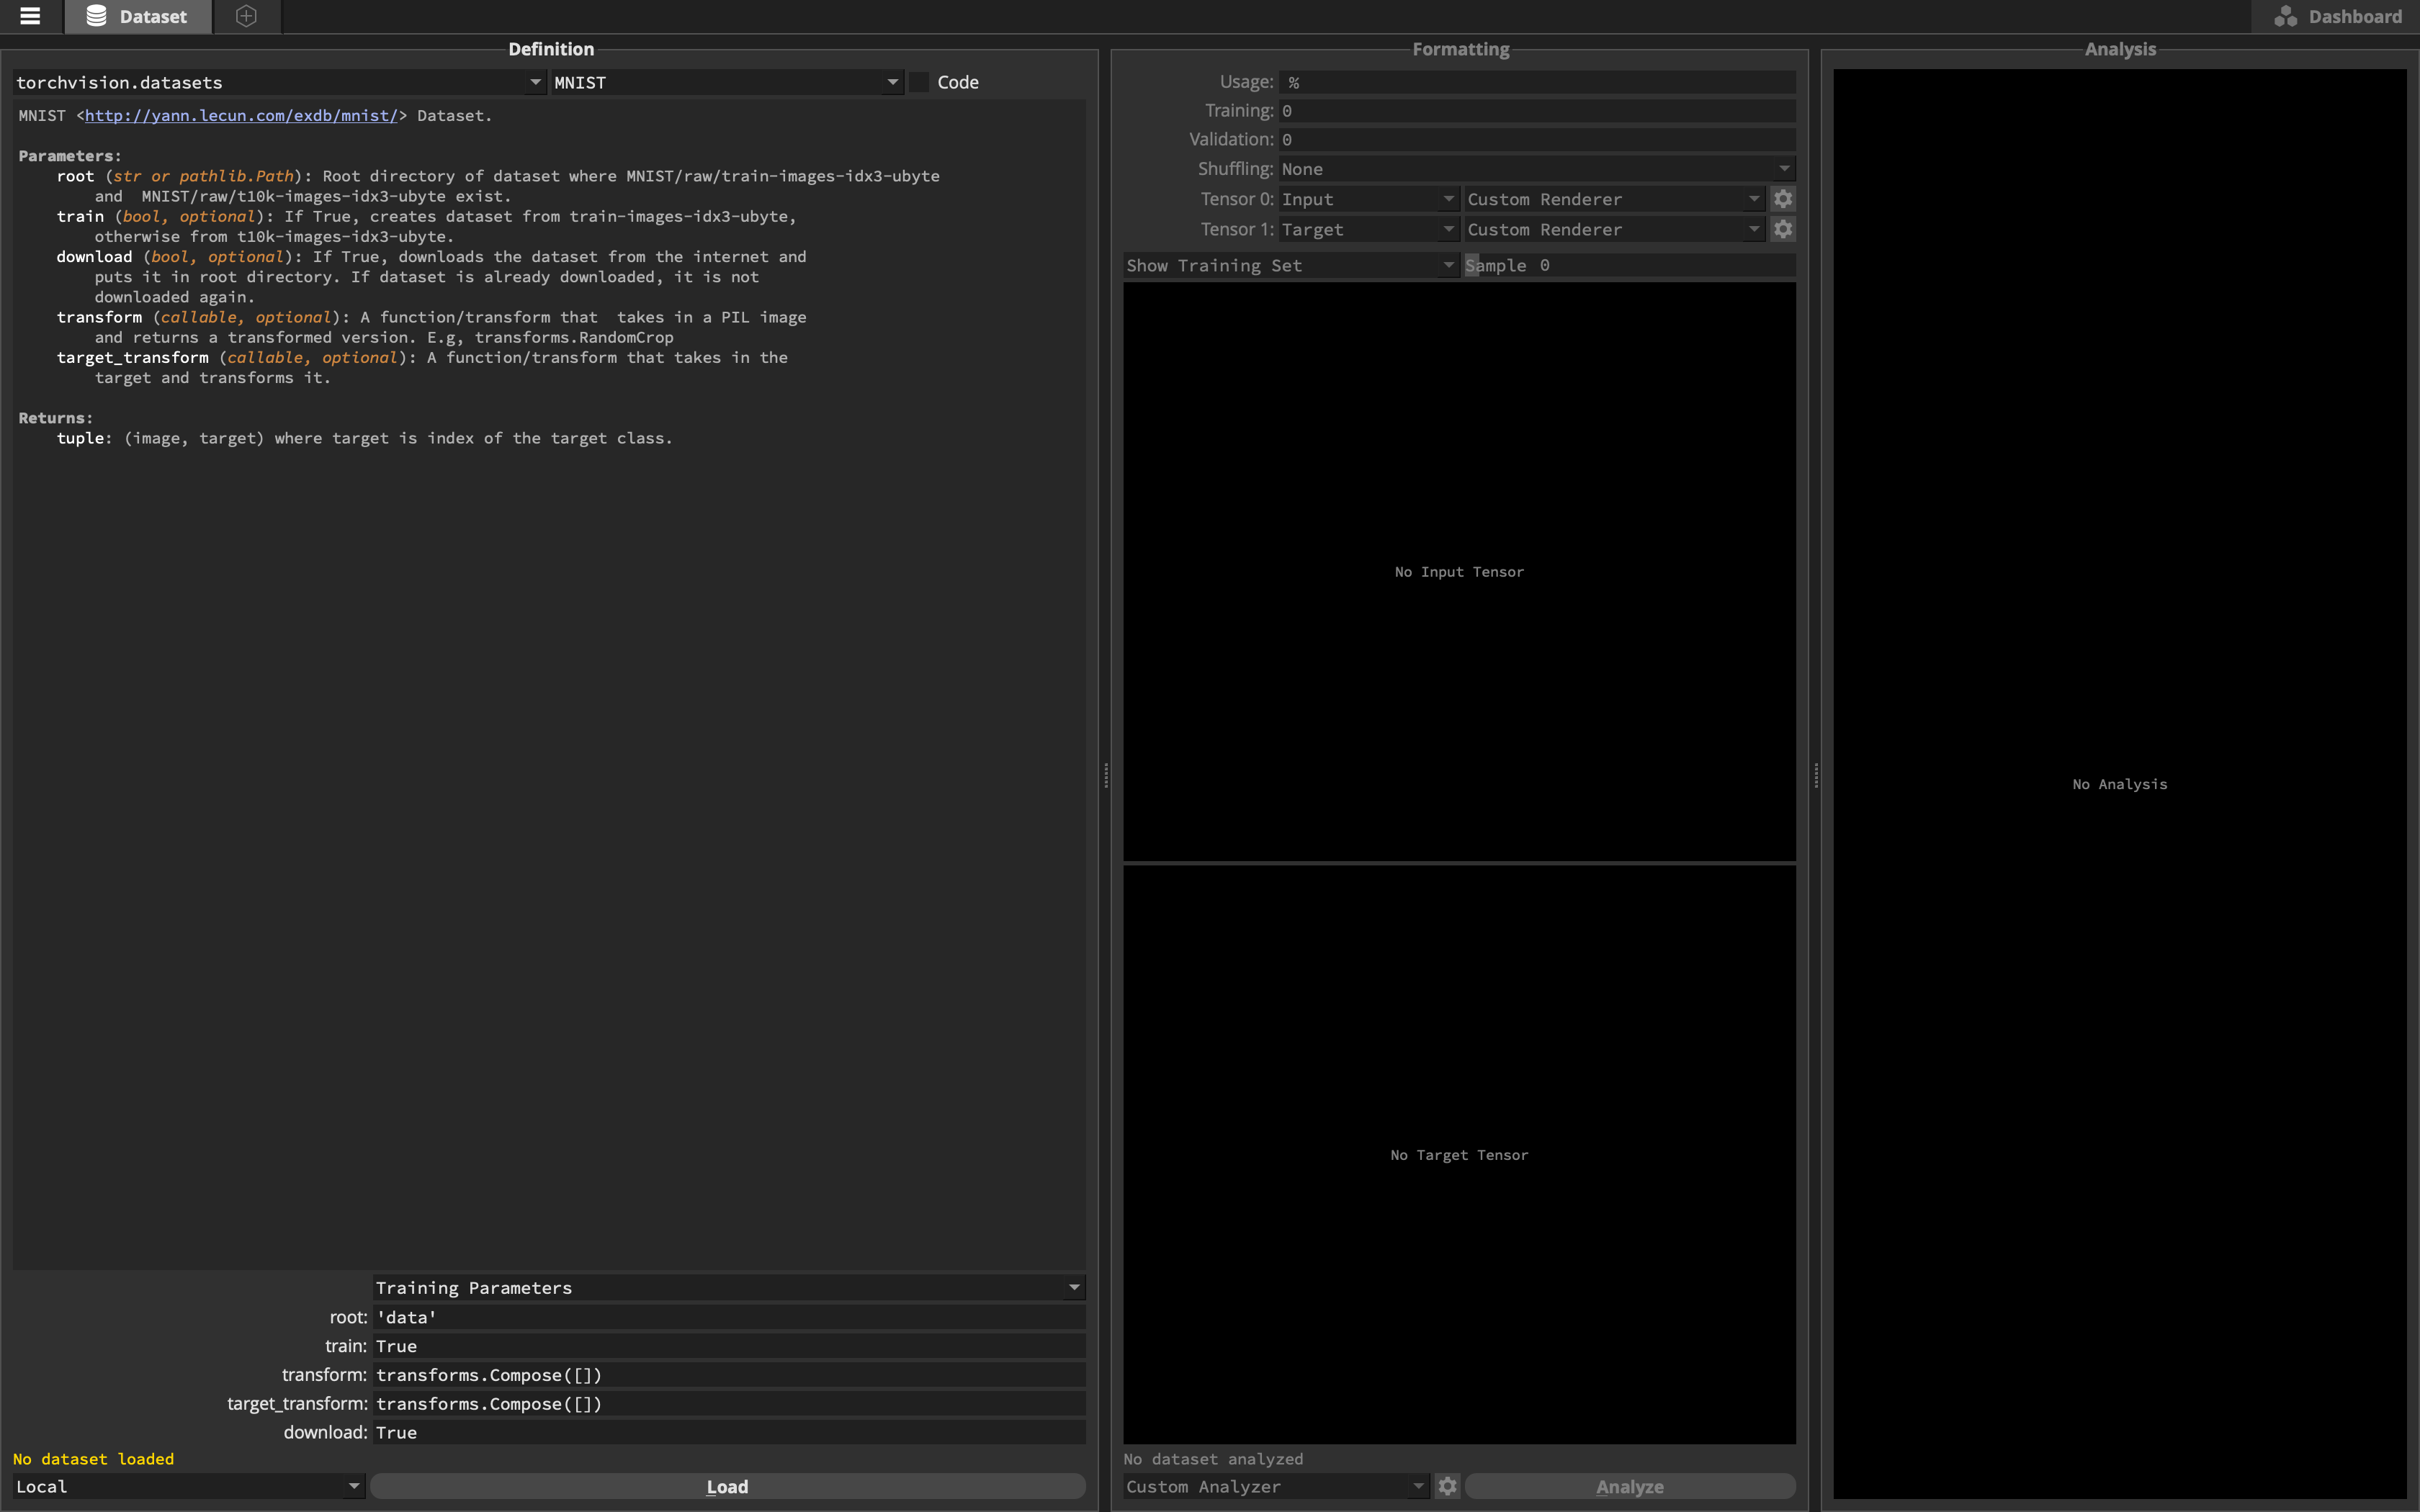 Dataset
Dashboard
Definition
torchvision.datasets MNIST Code
MNIST <http://yann.lecun.com/exdb/mnist/> Dataset.
Parameters:
root (str or pathlib.Path): Root directory of dataset where MNIST/raw/train-images-idx3-ubyte
and  MNIST/raw/t10k-images-idx3-ubyte exist.
train (bool, optional): If True, creates dataset from train-images-idx3-ubyte,
otherwise from t10k-images-idx3-ubyte.
download (bool, optional): If True, downloads the dataset from the internet and
puts it in root directory. If dataset is already downloaded, it is not
downloaded again.
transform (callable, optional): A function/transform that  takes in a PIL image
and returns a transformed version. E.g, transforms.RandomCrop
target_transform (callable, optional): A function/transform that takes in the
target and transforms it.
Returns:
tuple: (image, target) where target is index of the target class.
Training Parameters
root: 'data'
train: True
transform: transforms.Compose([])
target_transform: transforms.Compose([])
download: True
No dataset loaded
Local Load
Formatting
Usage: %
Training: 0
Validation: 0
Shuffling: None
Tensor 0: Input Custom Renderer
Tensor 1: Target Custom Renderer
Show Training Set Sample 0
No Input Tensor
No Target Tensor
No dataset analyzed
Custom Analyzer Analyze
Analysis
No Analysis